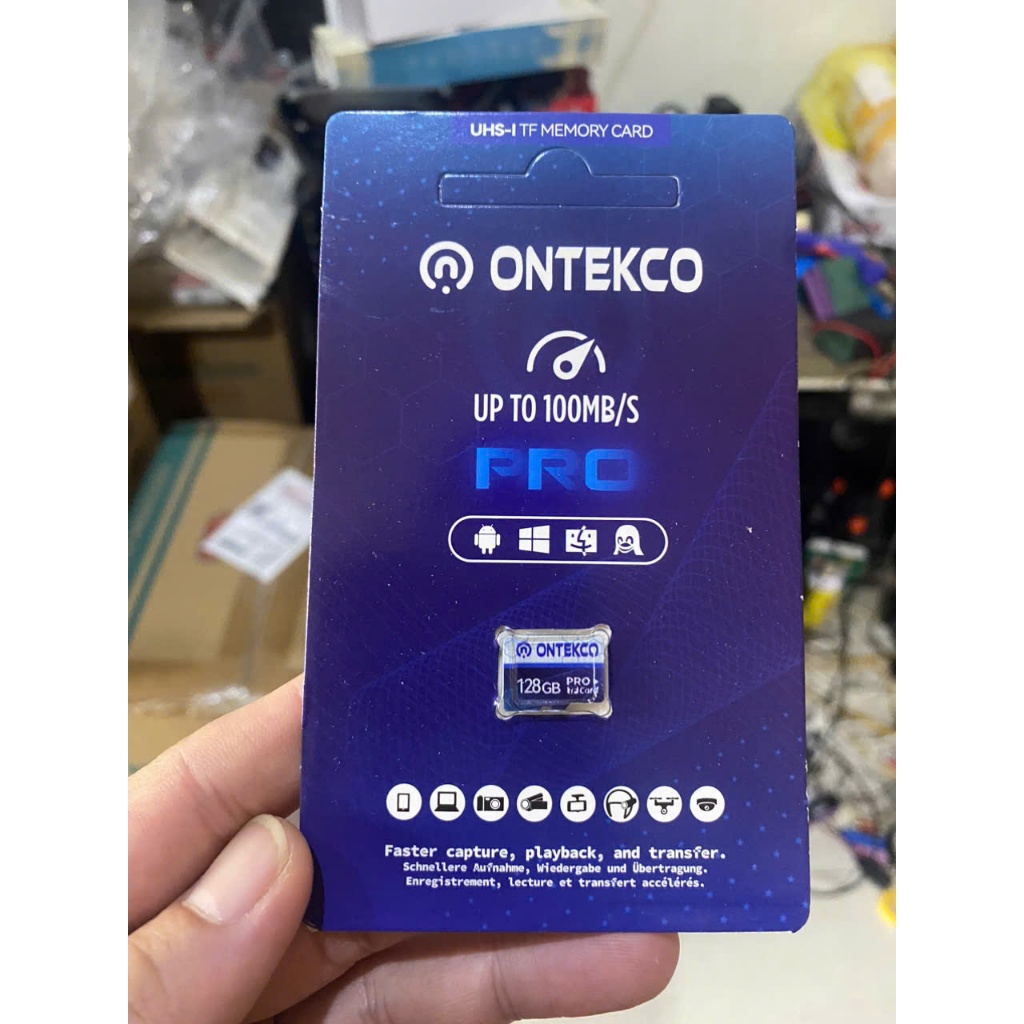 UHS-I TF MEMORY CARD
ONTEKCO
UP TO 100MB/S
PRO
ONTEKCO
128GB PRO
Card
Faster capture, playback, and transfer.
Schnellere Aufnahme, Wiedergabe und Übertragung.
Enregistrement, lecture et transfert accélérés.